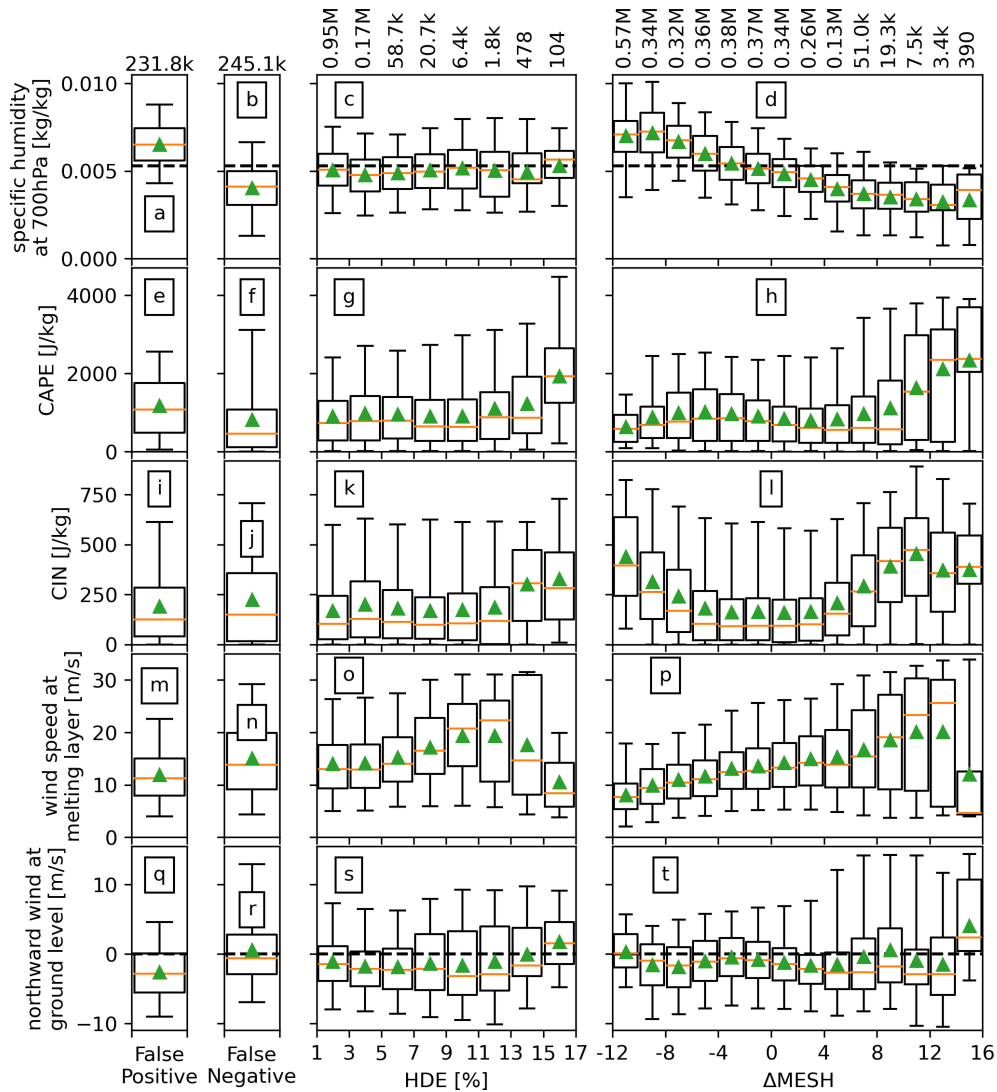 0.95M 0.17M 58.7k 20.7k 6.4k 1.8k 478 104
0.57M 0.34M 0.32M 0.36M 0.38M 0.37M 0.34M 0.26M 0.13M 51.0k 19.3k 7.5k 3.4k 390
231.8k 245.1k
specific humidity
at 700hPa [kg/kg]
0.010
0.005
0.000
a b c d
CAPE [J/kg]
4000
2000
0
e f g h
CIN [J/kg]
750
500
250
0
i j k l
wind speed at
melting layer [m/s]
30
20
10
0
m n o p
northward wind at
ground level [m/s]
10
0
−10
q r s t
1 3 5 7 9 11 13 15 17
-12 -8 -4 0 4 8 12 16
False
Positive
False
Negative
HDE [%]
ΔMESH